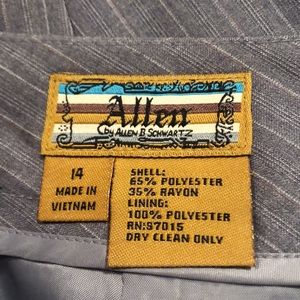 Allen
by ALLEN B. SCHWARTZ
14
MADE IN
VIETNAM
SHELL:
65% POLYESTER
35% RAYON
LINING:
100% POLYESTER
RN:97015
DRY CLEAN ONLY